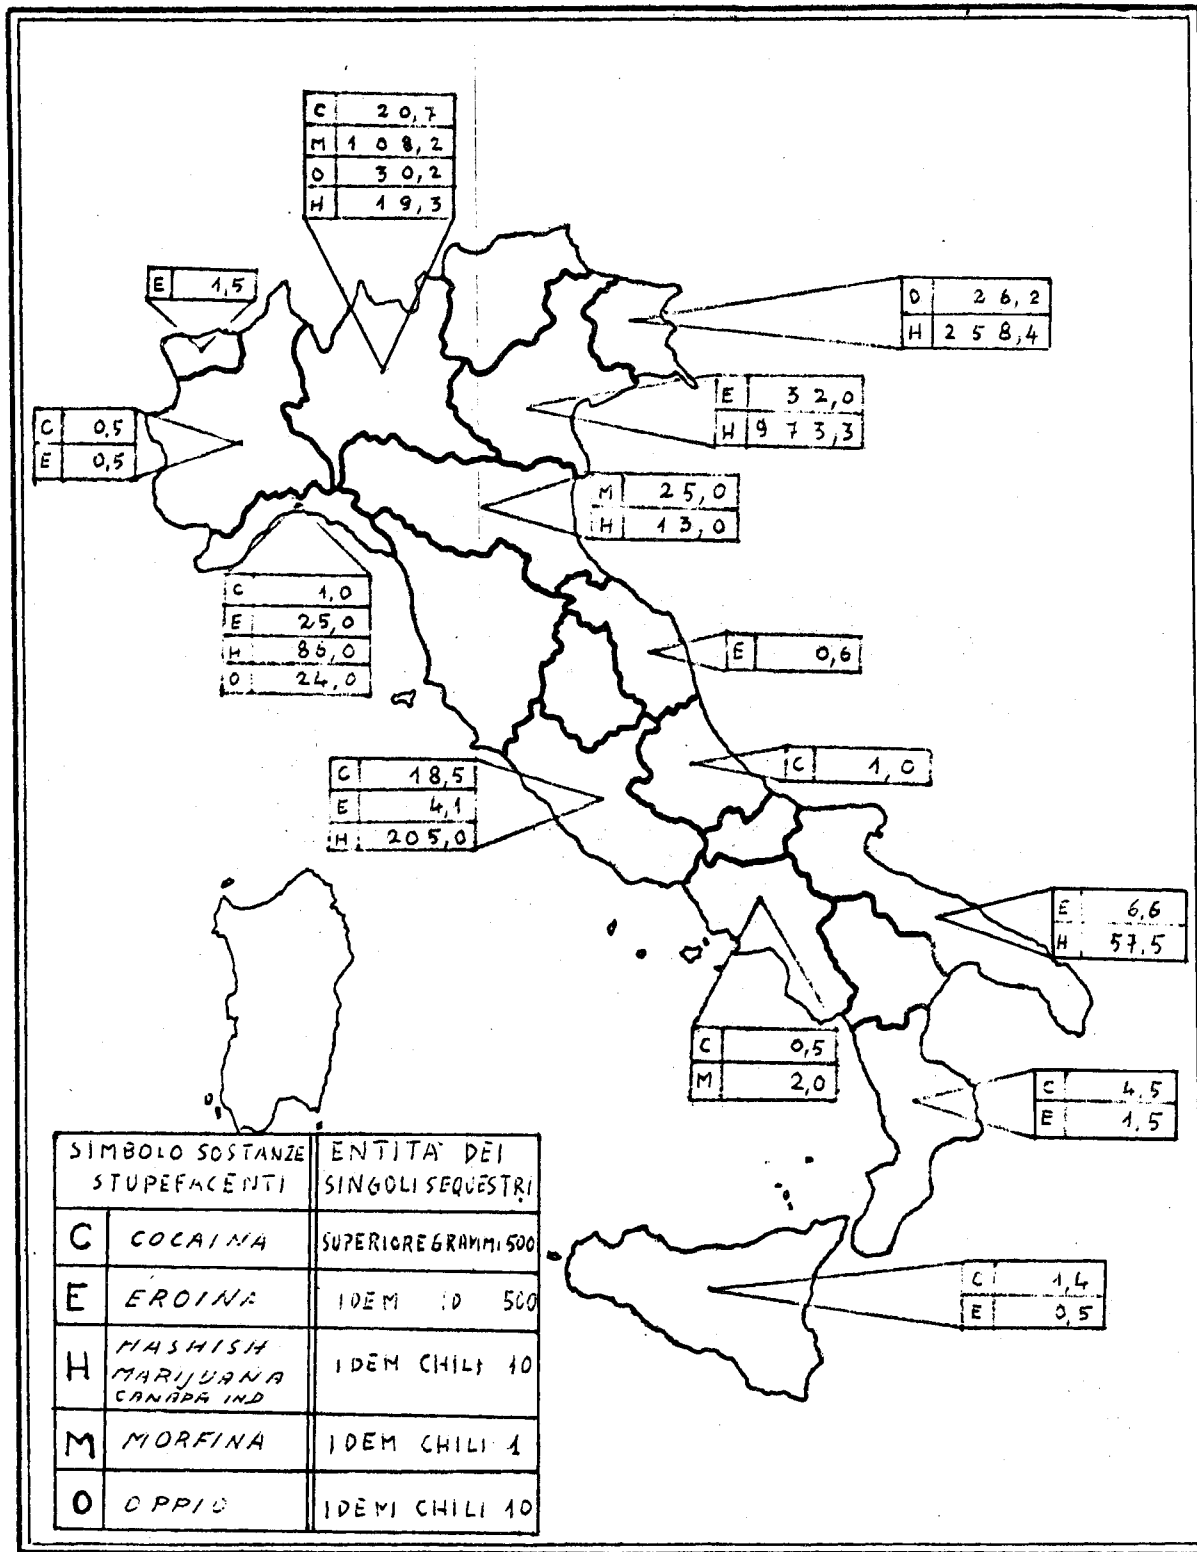 C 20,7
M 108,2
O 30,2
H 19,3
E 1,5
O 26,2
H 258,4
E 32,0
H 973,3
C 0,5
E 0,5
M 25,0
H 13,0
C 1,0
E 25,0
H 86,0
O 24,0
E 0,6
C 1,0
C 18,5
E 4,1
H 205,0
E 6,6
H 57,5
C 0,5
M 2,0
C 4,5
E 1,5
C 1,4
E 0,5
SIMBOLO SOSTANZE STUPEFACENTI
ENTITÀ DEI SINGOLI SEQUESTRI
C COCAINA SUPERIORE GRAMMI 500
E EROINA IDEM ID 500
H HASHISH MARIJUANA CANAPA IND IDEM CHILI 10
M MORFINA IDEM CHILI 1
O OPPIO IDEM CHILI 10